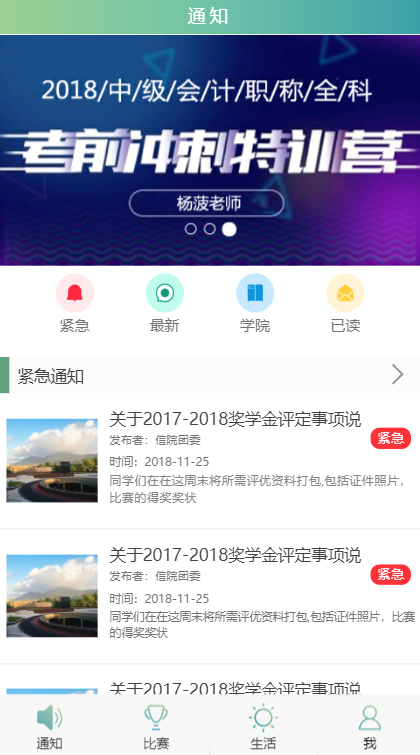 通知
2018/中/级/会/计/职/称/全/科
考前冲刺特训营
杨菠老师
紧急
最新
学院
已读
紧急通知
关于2017-2018奖学金评定事项说
发布者：信院团委
紧急
时间：2018-11-25
同学们在在这周末将所需评优资料打包,包括证件照片，
比赛的得奖奖状
关于2017-2018奖学金评定事项说
发布者：信院团委
紧急
时间：2018-11-25
同学们在在这周末将所需评优资料打包,包括证件照片，比赛
的得奖奖状
关于2017-2018奖学金评定事项说
通知
比赛
生活
我